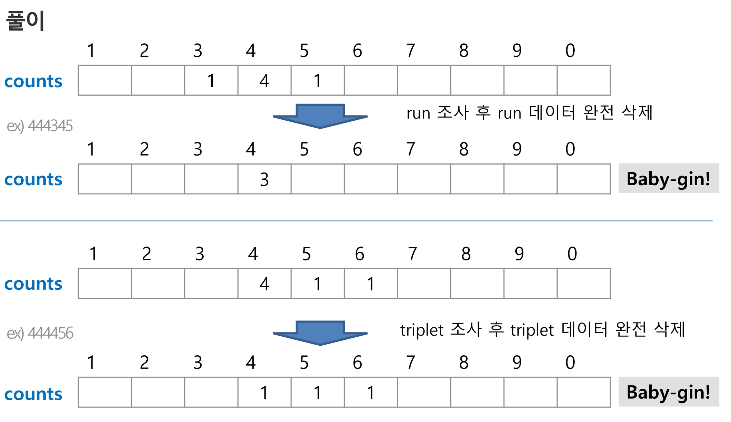 풀이
1 2 3 4 5 6 7 8 9 0
counts 1 4 1
ex) 444345
run 조사 후 run 데이터 완전 삭제
1 2 3 4 5 6 7 8 9 0
counts 3 Baby-gin!
1 2 3 4 5 6 7 8 9 0
counts 4 1 1
ex) 444456
triplet 조사 후 triplet 데이터 완전 삭제
1 2 3 4 5 6 7 8 9 0
counts 1 1 1 Baby-gin!